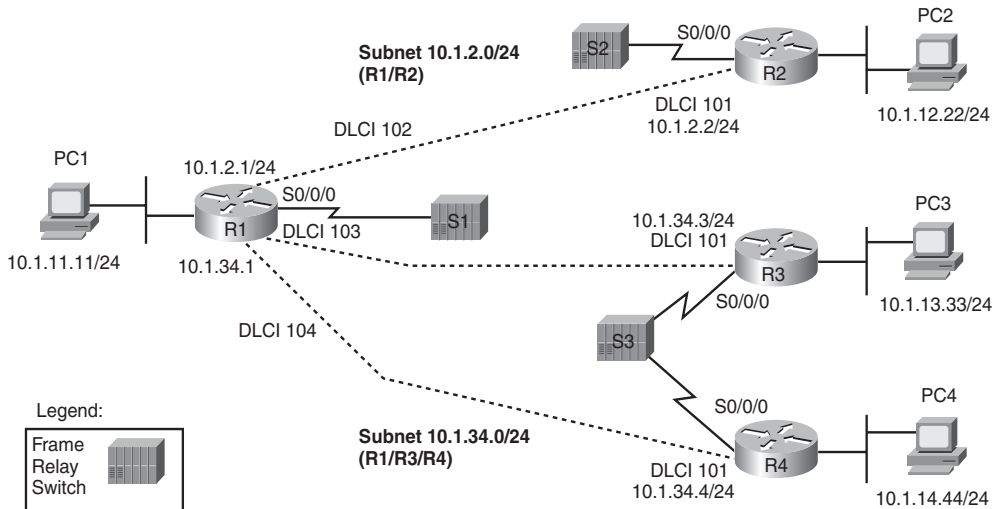 Subnet 10.1.2.0/24
(R1/R2)
S2
S0/0/0
R2
PC2
10.1.12.22/24
DLCI 101
10.1.2.2/24
DLCI 102
PC1
10.1.11.11/24
10.1.2.1/24
R1
S0/0/0
DLCI 103
S1
10.1.34.1
10.1.34.3/24
DLCI 101
R3
S0/0/0
PC3
10.1.13.33/24
DLCI 104
S3
Subnet 10.1.34.0/24
(R1/R3/R4)
S0/0/0
R4
DLCI 101
10.1.34.4/24
PC4
10.1.14.44/24
Legend:
Frame
Relay
Switch